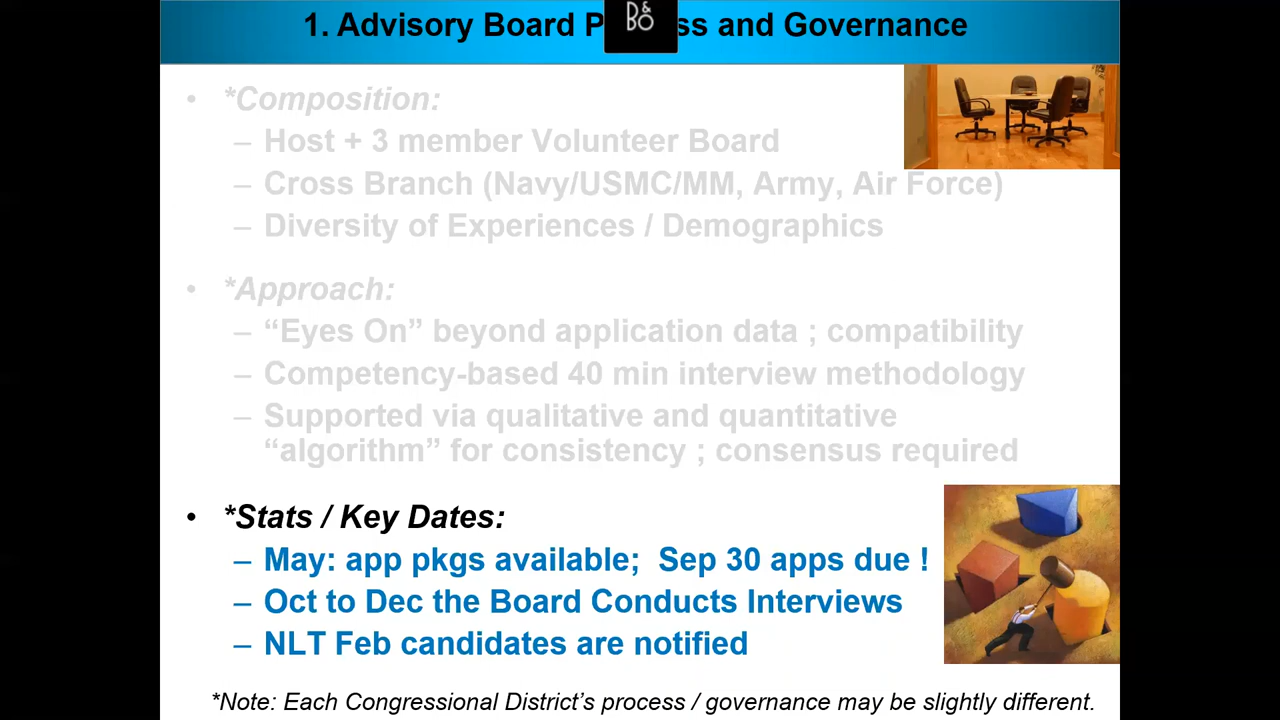 1. Advisory Board P ss and Governance
B&
BO
• *Composition:
– Host + 3 member Volunteer Board
– Cross Branch (Navy/USMC/MM, Army, Air Force)
– Diversity of Experiences / Demographics
• *Approach:
– “Eyes On” beyond application data ; compatibility
– Competency-based 40 min interview methodology
– Supported via qualitative and quantitative
“algorithm” for consistency ; consensus required
• *Stats / Key Dates:
– May: app pkgs available; Sep 30 apps due !
– Oct to Dec the Board Conducts Interviews
– NLT Feb candidates are notified
*Note: Each Congressional District’s process / governance may be slightly different.